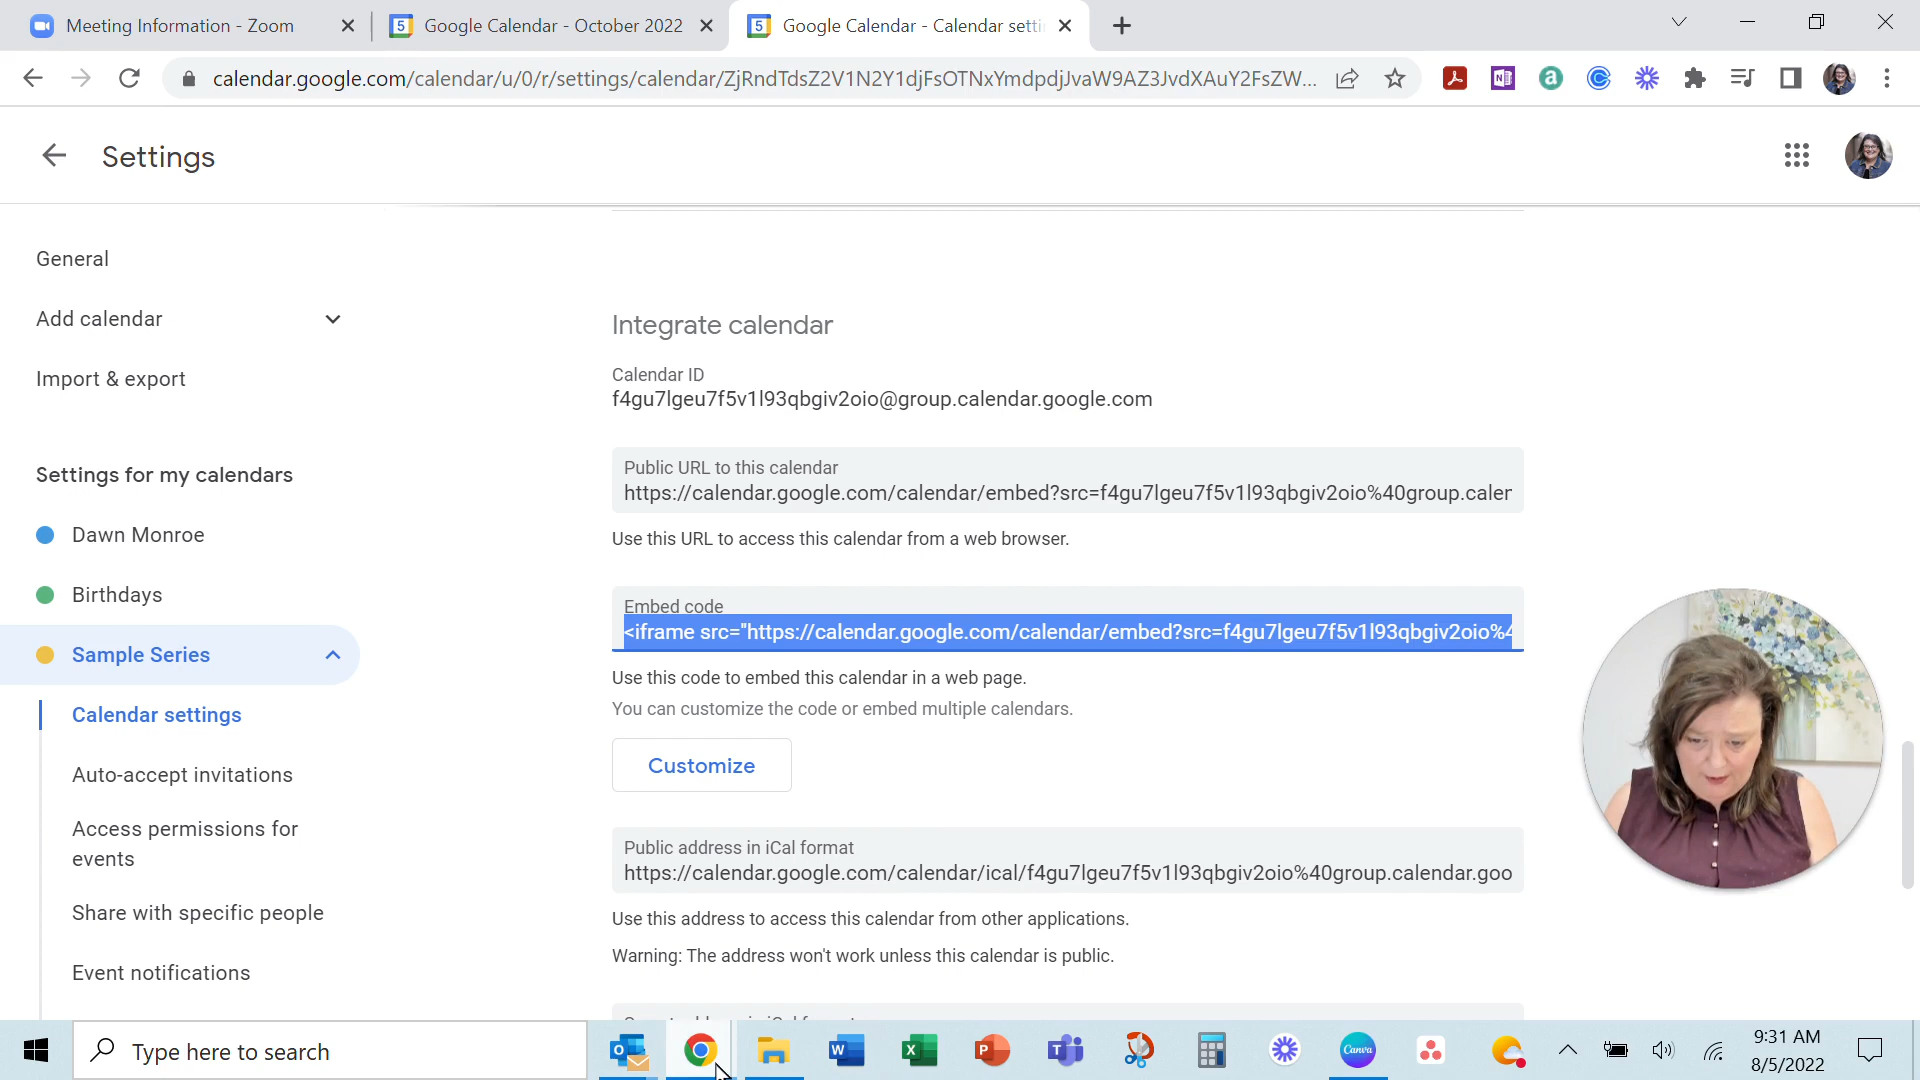 Meeting Information - Zoom
Google Calendar - October 2022
Google Calendar - Calendar setti
calendar.google.com/calendar/u/0/r/settings/calendar/ZjRndTdsZ2V1N2Y1djFsOTNxYmdpdjJvaW9AZ3JvdXAuY2FsZW...
Settings
General
Add calendar
Import & export
Settings for my calendars
Dawn Monroe
Birthdays
Sample Series
Calendar settings
Auto-accept invitations
Access permissions for
events
Share with specific people
Event notifications
Integrate calendar
Calendar ID
f4gu7lgeu7f5v1l93qbgiv2oio@group.calendar.google.com
Public URL to this calendar
https://calendar.google.com/calendar/embed?src=f4gu7lgeu7f5v1l93qbgiv2oio%40group.caler
Use this URL to access this calendar from a web browser.
Embed code
<iframe src="https://calendar.google.com/calendar/embed?src=f4gu7lgeu7f5v1l93qbgiv2oio%4
Use this code to embed this calendar in a web page.
You can customize the code or embed multiple calendars.
Customize
Public address in iCal format
https://calendar.google.com/calendar/ical/f4gu7lgeu7f5v1l93qbgiv2oio%40group.calendar.goo
Use this address to access this calendar from other applications.
Warning: The address won't work unless this calendar is public.
Type here to search
Canva
9:31 AM
8/5/2022